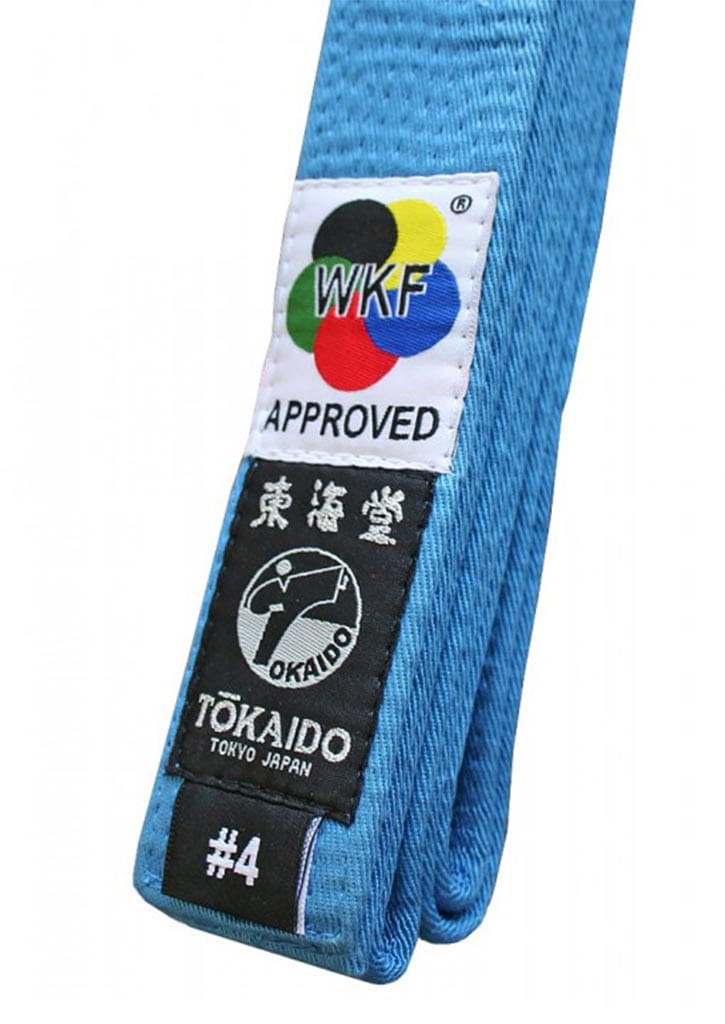 ®
WKF
APPROVED
東海堂
TOKAIDO
TŌKAIDO
TOKYO JAPAN
#4